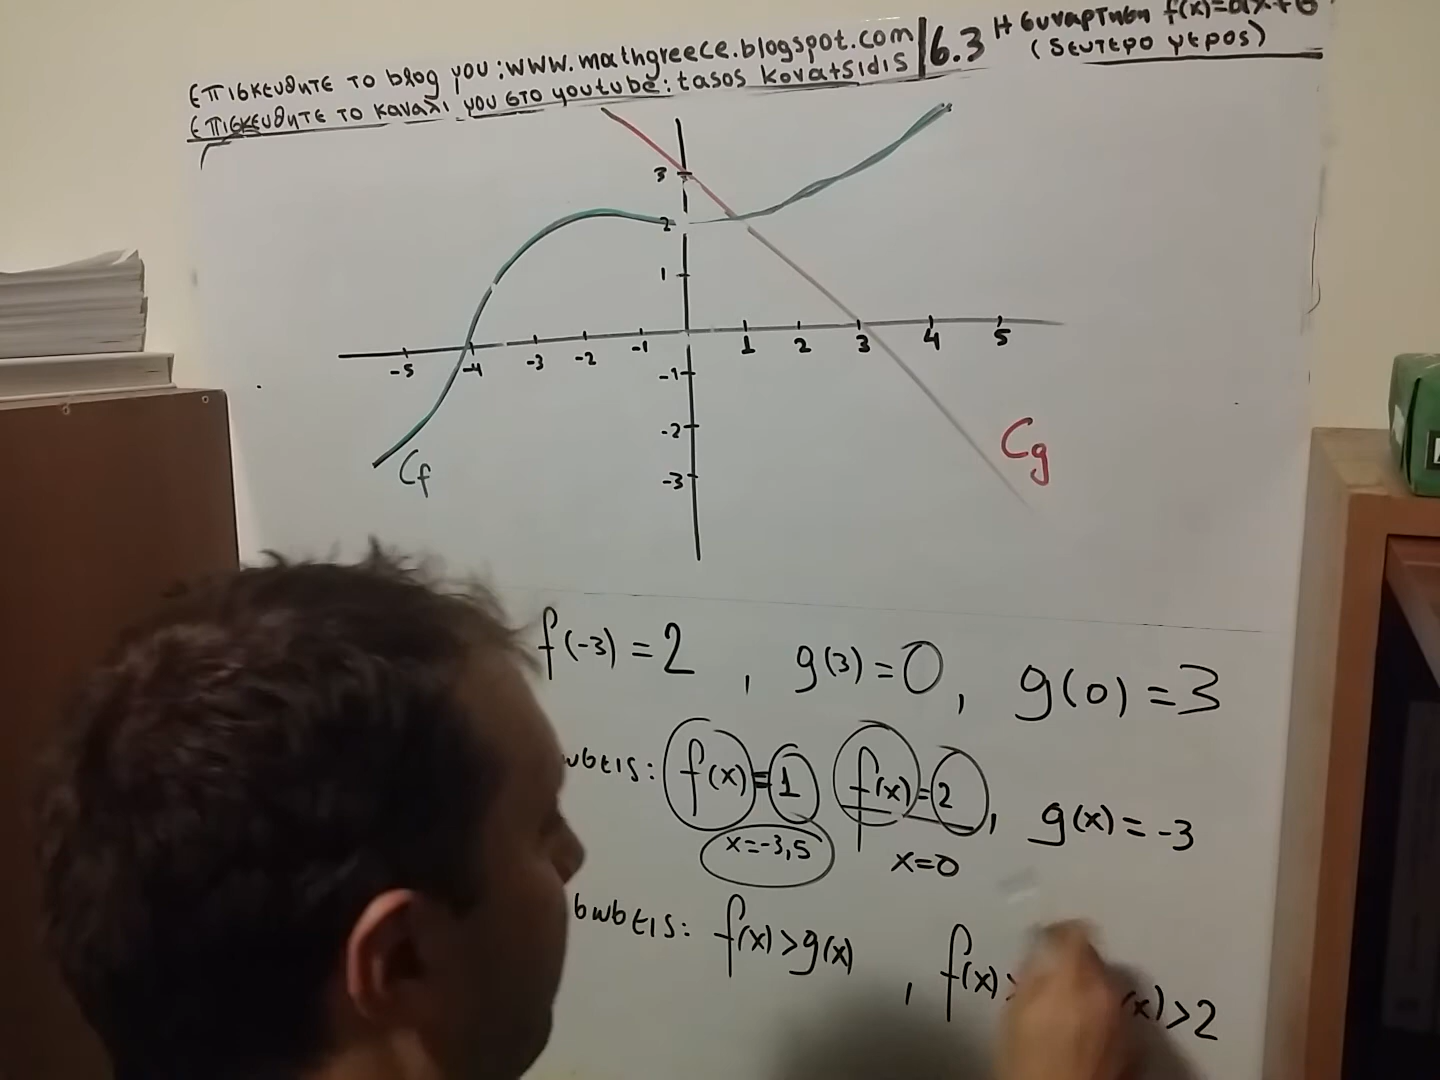 Επισκευθητε το blog μου: www.mathgreece.blogspot.com
Επισκευθητε το καναλι μου στο youtube: tasos kovatsidis
6.3 Η συναρτηση f(x)=αx+β
(δευτερο μερος)
3
2
1
-5 -4 -3 -2 -1 1 2 3 4 5
-1
-2
-3
Cf
Cg
f(-3)=2 , g(3)=0, g(0)=3
f(x)=1 f(x)=2, g(x)=-3
x=-3,5 x=0
f(x)>g(x) , f(x)> (x)>2